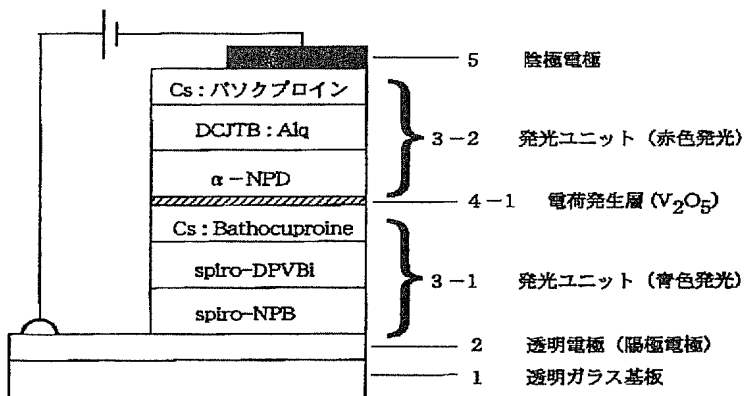 5 陰極電極
Cs : バソクプロイン
DCJTB : Alq
3-2 発光ユニット (赤色発光)
α-NPD
4-1 電荷発生層 (V₂O₅)
Cs : Bathocuproine
spiro-DPVBi
3-1 発光ユニット (青色発光)
spiro-NPB
2 透明電極 (陽極電極)
1 透明ガラス基板